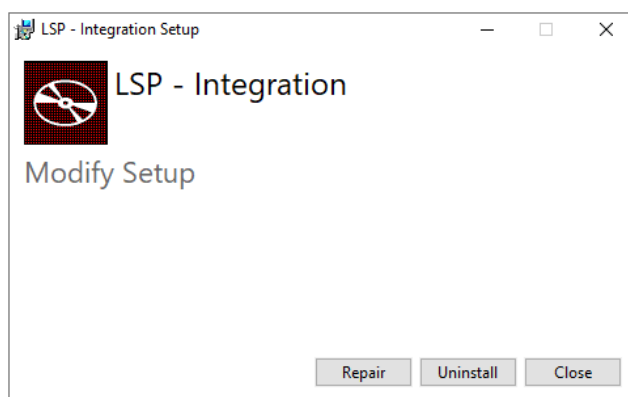 LSP - Integration Setup
LSP - Integration
Modify Setup
Repair Uninstall Close